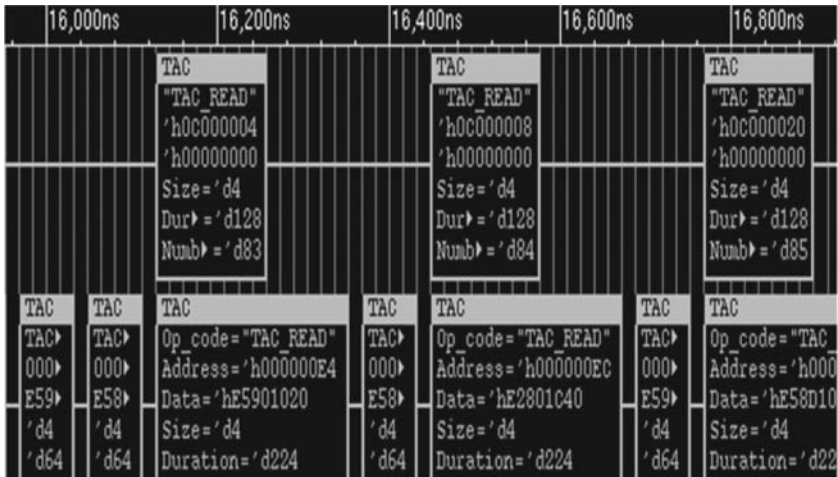 16,000ns 16,200ns 16,400ns 16,600ns 16,800ns
TAC
"TAC_READ"
'h0C000004
'h00000000
Size='d4
Dur▶='d128
Numb▶='d83
TAC
"TAC_READ"
'h0C000008
'h00000000
Size='d4
Dur▶='d128
Numb▶='d84
TAC
"TAC_READ"
'h0C000020
'h00000000
Size='d4
Dur▶='d128
Numb▶='d85
TAC
TAC▶
000▶
E59▶
'd4
'd64
TAC
TAC▶
000▶
E58▶
'd4
'd64
TAC
Op_code="TAC_READ"
Address='h000000E4
Data='hE5901020
Size='d4
Duration='d224
TAC
TAC▶
000▶
E58▶
'd4
'd64
TAC
Op_code="TAC_READ"
Address='h000000EC
Data='hE2801C40
Size='d4
Duration='d224
TAC
TAC▶
000▶
E59▶
'd4
'd64
TAC
Op_code="TAC_
Address='h000
Data='hE58D10
Size='d4
Duration='d22